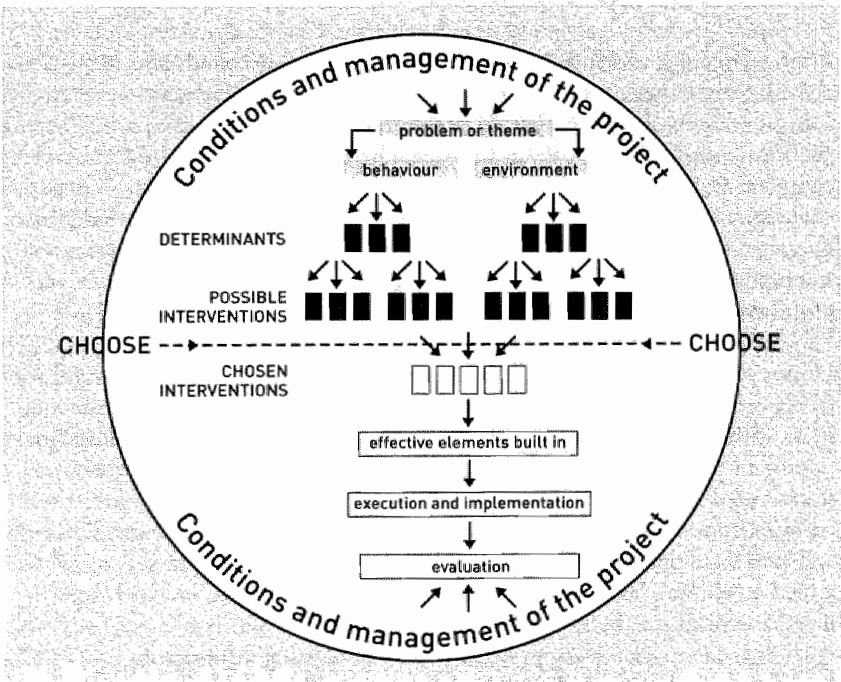 Conditions and management of the project
problem or theme
behaviour
environment
DETERMINANTS
POSSIBLE
INTERVENTIONS
CHOOSE
CHOOSE
CHOSEN
INTERVENTIONS
effective elements built in
execution and implementation
evaluation
Conditions and management of the project